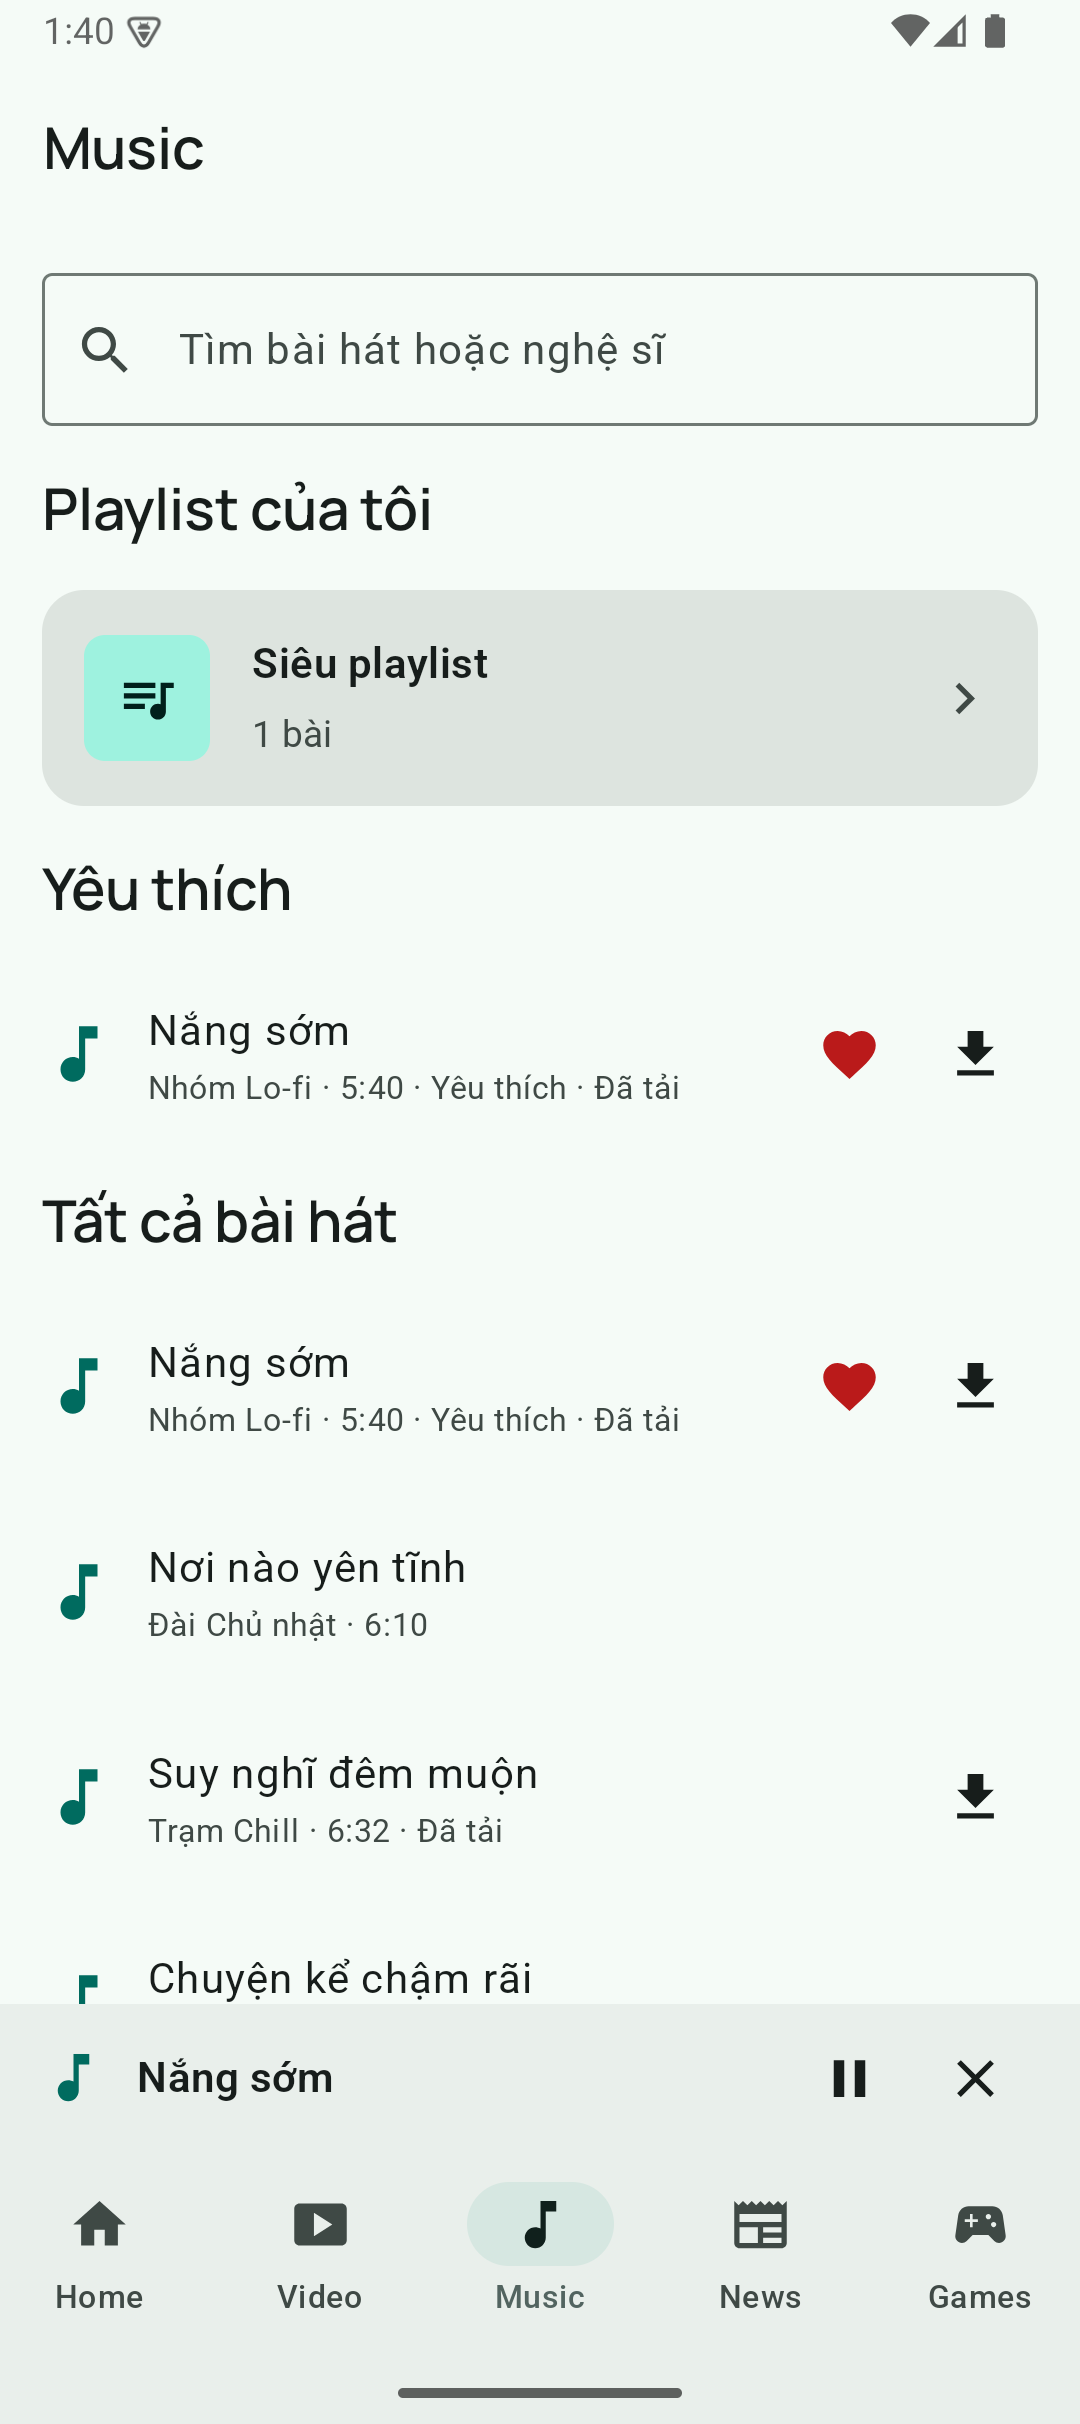 1:40
Music
Tìm bài hát hoặc nghệ sĩ
Playlist của tôi
Siêu playlist
1 bài
Yêu thích
Nắng sớm
Nhóm Lo-fi · 5:40 · Yêu thích · Đã tải
Tất cả bài hát
Nắng sớm
Nhóm Lo-fi · 5:40 · Yêu thích · Đã tải
Nơi nào yên tĩnh
Đài Chủ nhật · 6:10
Suy nghĩ đêm muộn
Trạm Chill · 6:32 · Đã tải
Chuyện kể chậm rãi
Nắng sớm
Home
Video
Music
News
Games